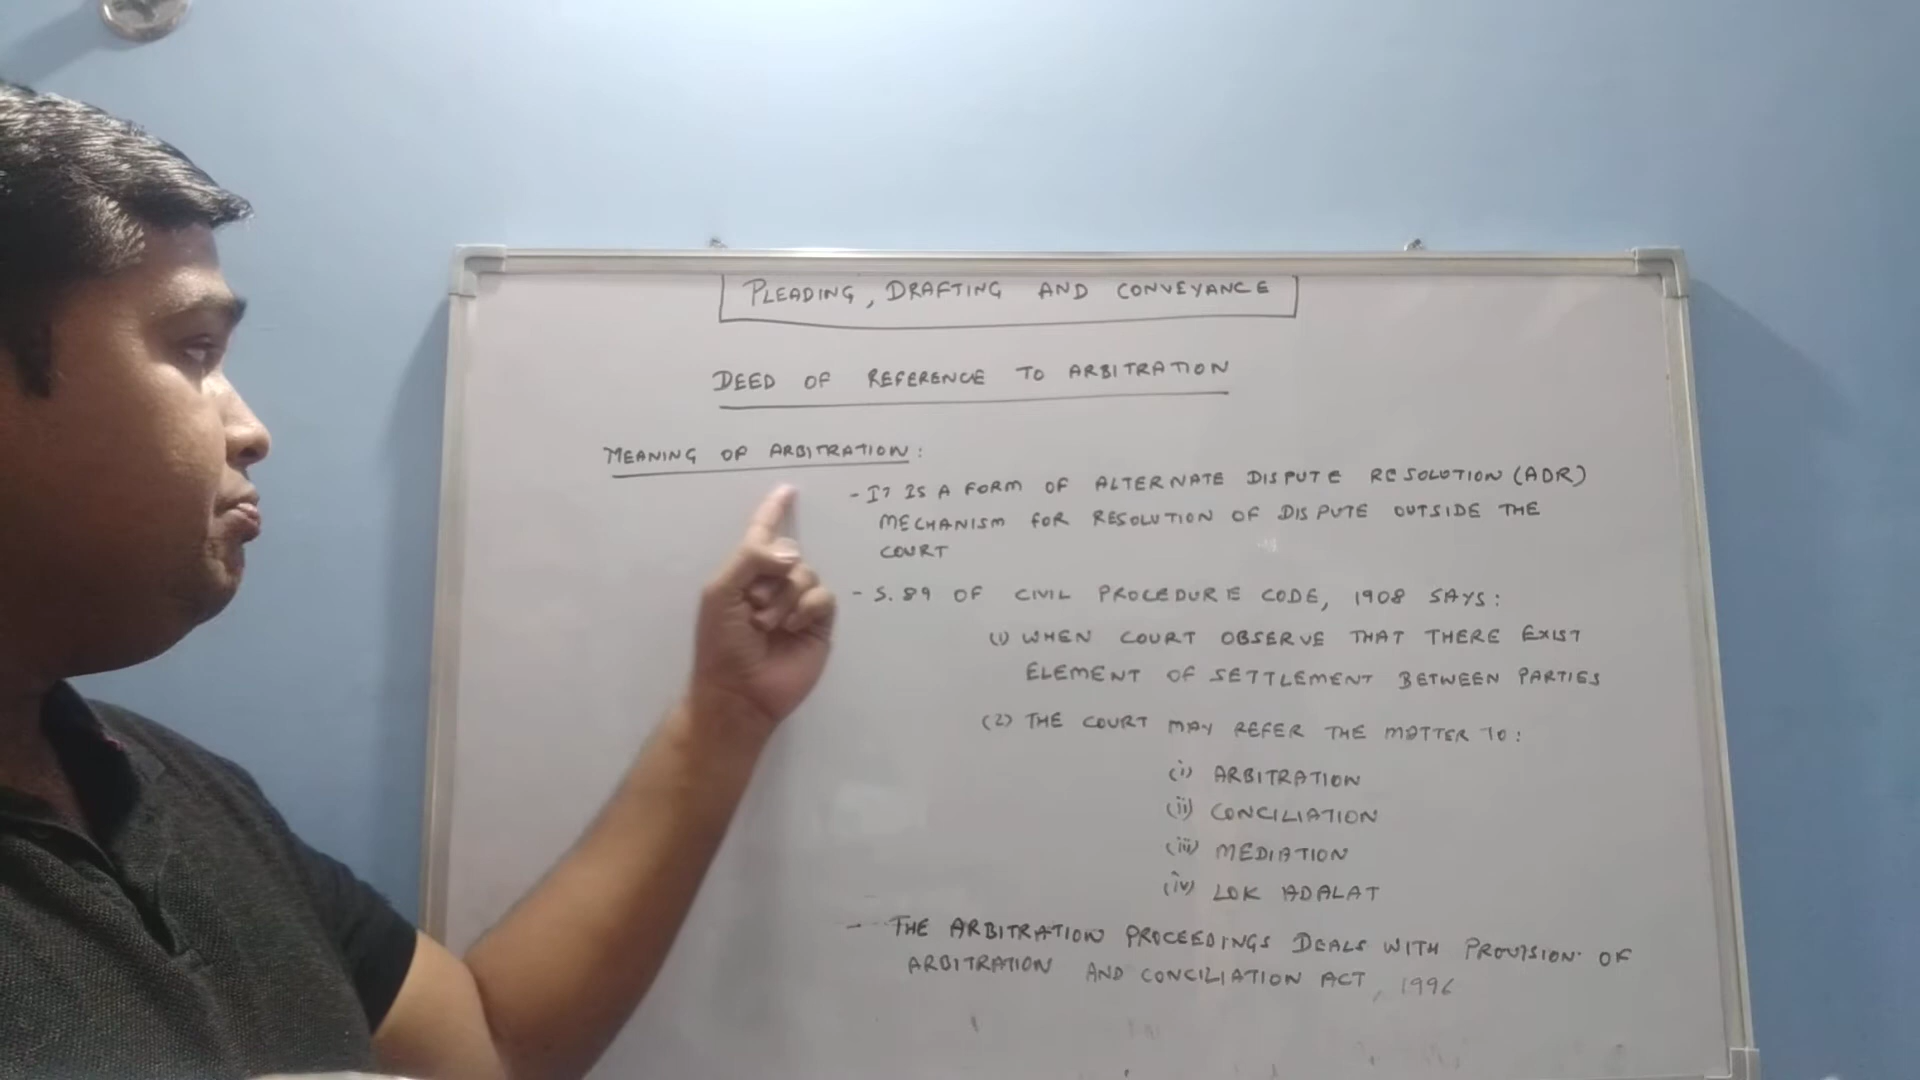 PLEADING, DRAFTING AND CONVEYANCE
DEED OF REFERENCE TO ARBITRATION
MEANING OF ARBITRATION:
- IT IS A FORM OF ALTERNATE DISPUTE RESOLUTION (ADR)
MECHANISM FOR RESOLUTION OF DISPUTE OUTSIDE THE
COURT
- S. 89 OF CIVIL PROCEDURE CODE, 1908 SAYS:
(1) WHEN COURT OBSERVE THAT THERE EXIST
ELEMENT OF SETTLEMENT BETWEEN PARTIES
(2) THE COURT MAY REFER THE MATTER TO:
(i) ARBITRATION
(ii) CONCILIATION
(iii) MEDIATION
(iv) LOK ADALAT
- THE ARBITRATION PROCEEDINGS DEALS WITH PROVISION OF
ARBITRATION AND CONCILIATION ACT, 1996